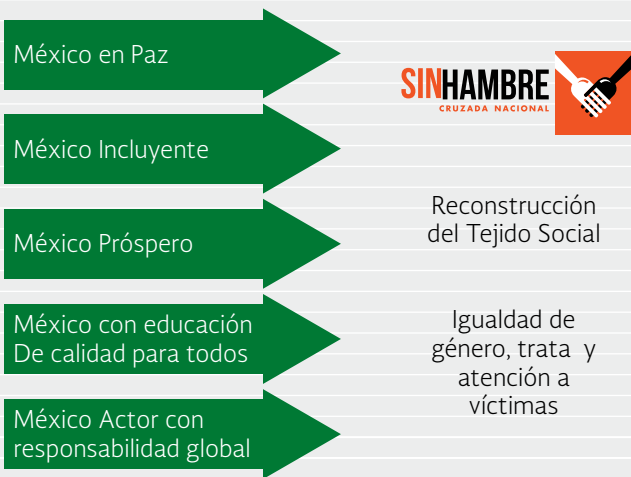 México en Paz
México Incluyente
México Próspero
México con educación
De calidad para todos
México Actor con
responsabilidad global
SINHAMBRE
CRUZADA NACIONAL
Reconstrucción
del Tejido Social
Igualdad de
género, trata y
atención a
víctimas